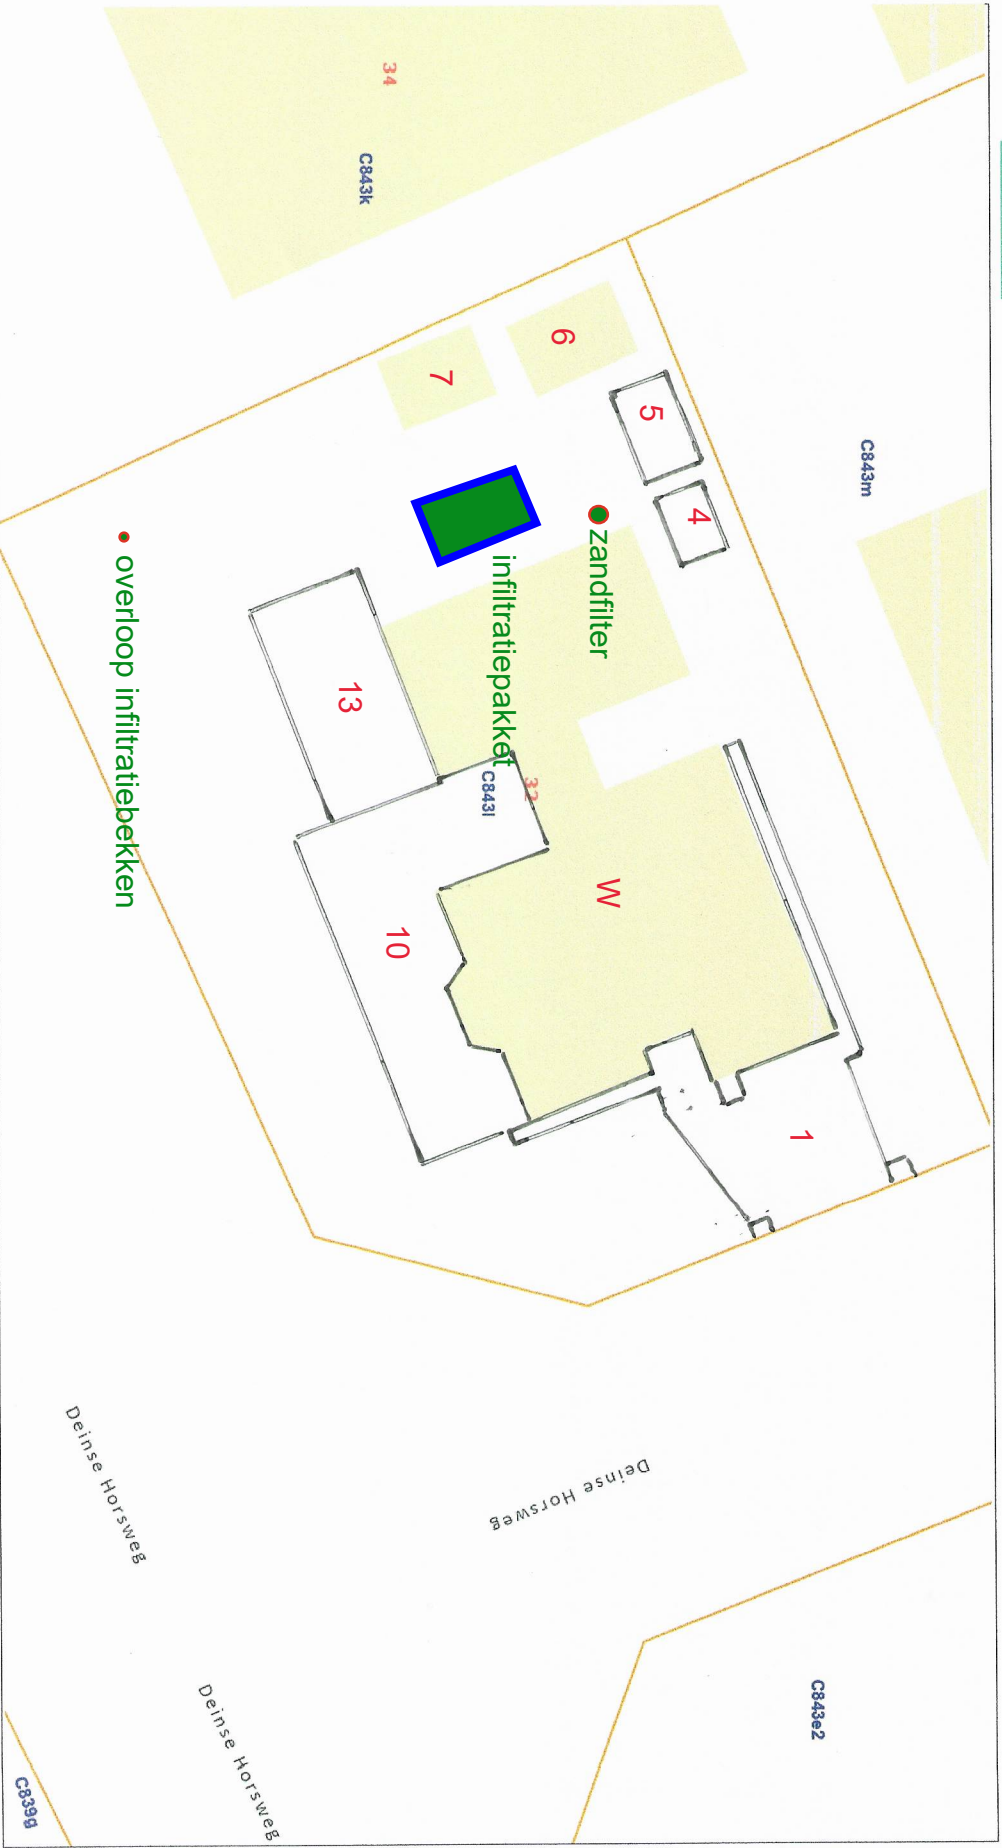 34
C843k
C843m
6
7
5
4
zandfilter
infiltratiepakket
overloop infiltratiebekken
13
32
C843l
W
10
1
Deinse Horsweg
Deinse Horsweg
Deinse Horsweg
C843e2
C839g